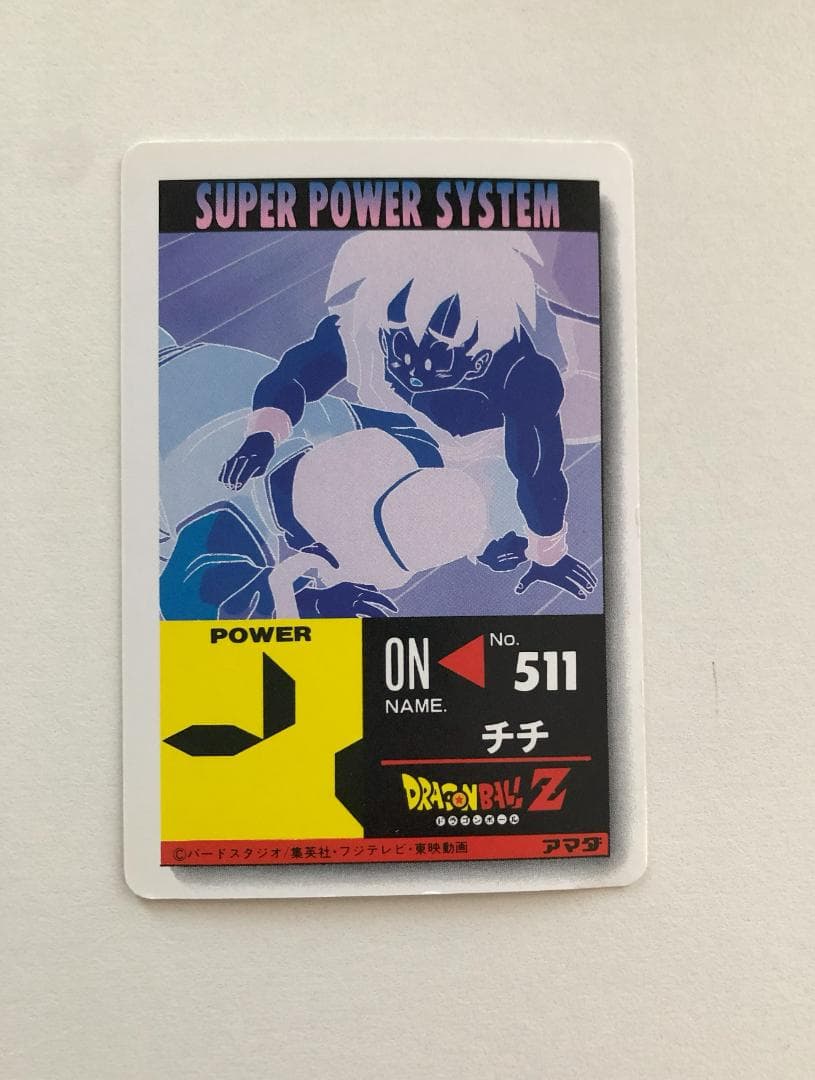 SUPER POWER SYSTEM
POWER
ON
No.
511
NAME.
チチ
DRAGON BALL Z
ドラゴンボール
©バードスタジオ/集英社・フジテレビ・東映動画
アマダ